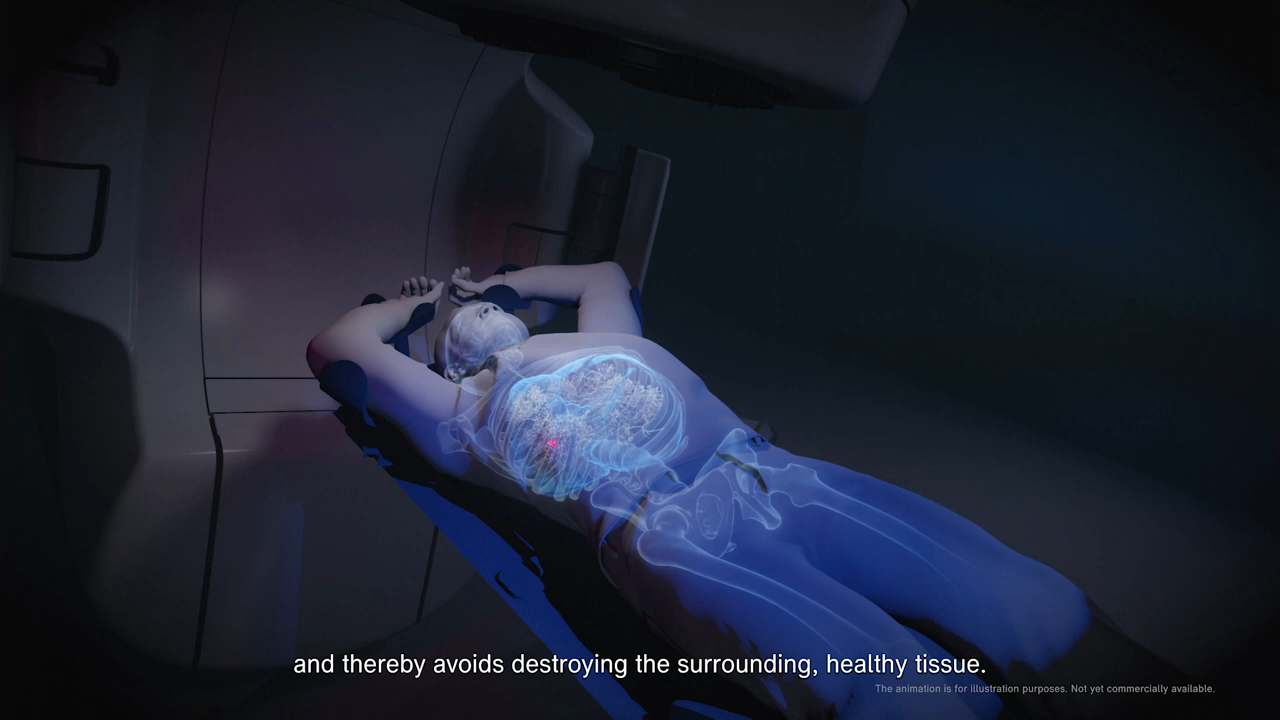 and thereby avoids destroying the surrounding, healthy tissue.
The animation is for illustration purposes. Not yet commercially available.